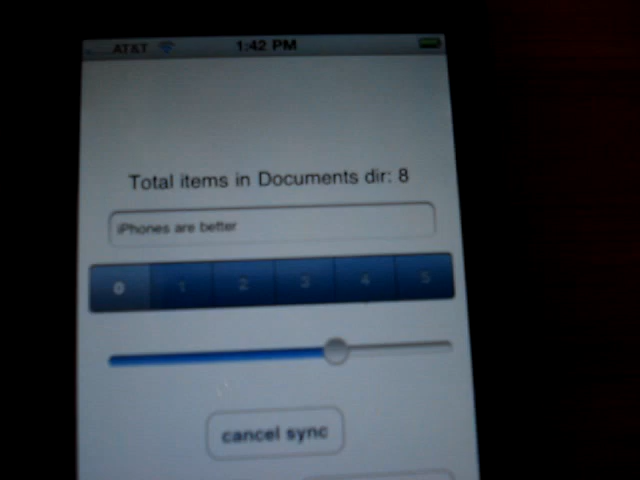 AT&T 1:42 PM
Total items in Documents dir: 8
iPhones are better
0 1 2 3 4 5
cancel sync